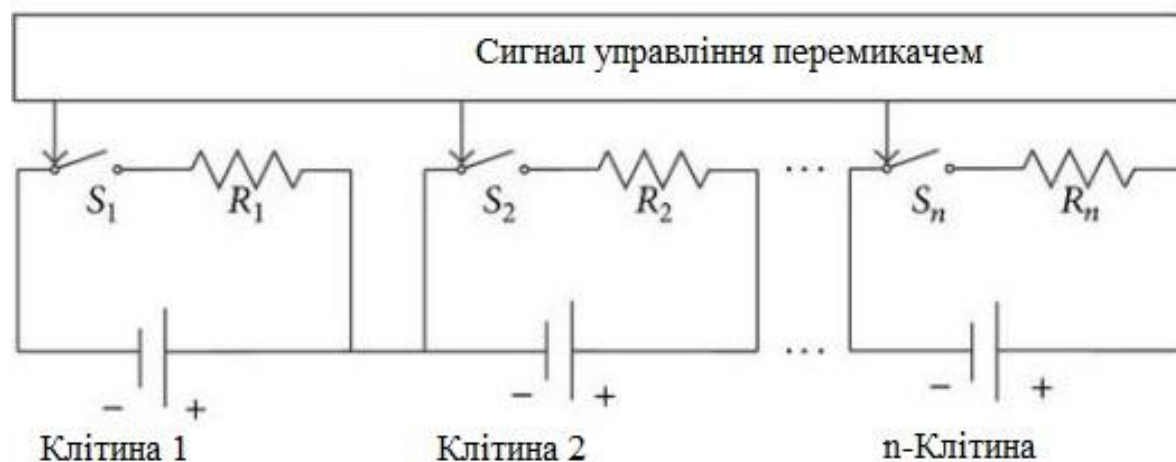 Сигнал управління перемикачем
S₁ R₁ S₂ R₂ ... Sₙ Rₙ
...
− + − + − +
Клітина 1 Клітина 2 n-Клітина